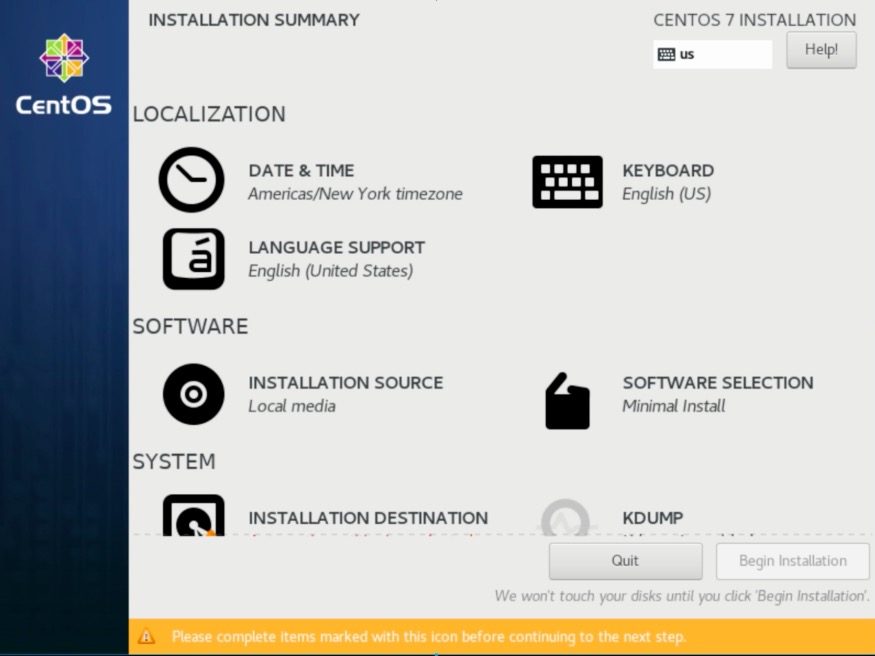 INSTALLATION SUMMARY
CENTOS 7 INSTALLATION
us
Help!
CentOS
LOCALIZATION
DATE & TIME
Americas/New York timezone
KEYBOARD
English (US)
LANGUAGE SUPPORT
English (United States)
SOFTWARE
INSTALLATION SOURCE
Local media
SOFTWARE SELECTION
Minimal Install
SYSTEM
INSTALLATION DESTINATION
KDUMP
Quit
Begin Installation
We won't touch your disks until you click 'Begin Installation'.
Please complete items marked with this icon before continuing to the next step.